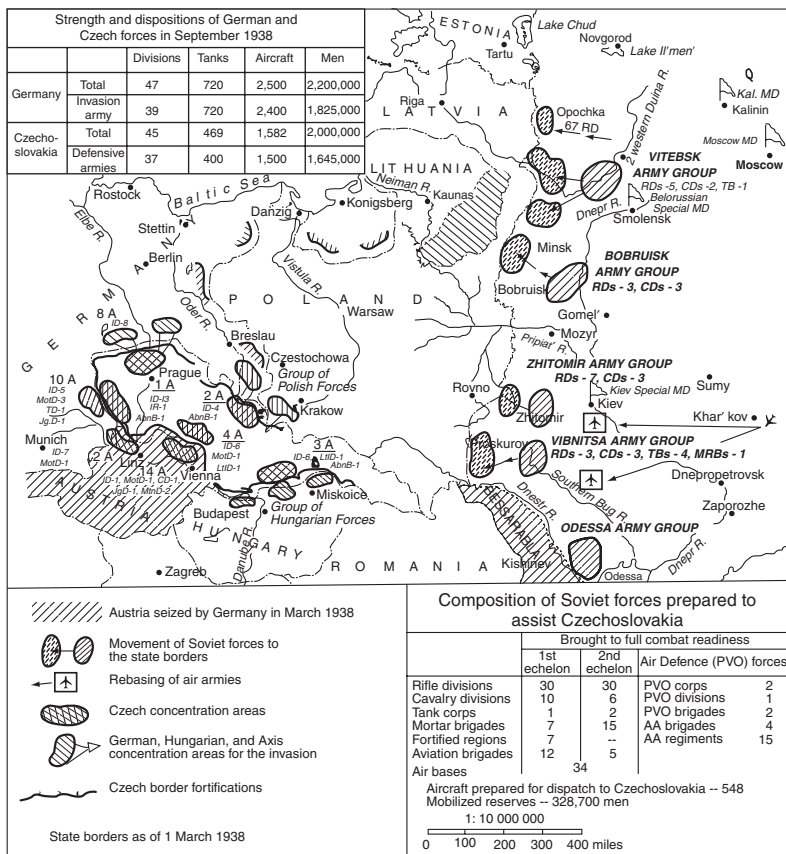 Strength and dispositions of German and
Czech forces in September 1938
Divisions Tanks Aircraft Men
Germany Total 47 720 2,500 2,200,000
Invasion army 39 720 2,400 1,825,000
Czecho-slovakia Total 45 469 1,582 2,000,000
Defensive armies 37 400 1,500 1,645,000
ESTONIA
Lake Chud
Novgorod
Tartu
Lake Il'men'
Riga
LATVIA
Opochka
67 RD
2 western Duina R.
Kal. MD
Kalinin
Moscow MD
Moscow
LITHUANIA
VITEBSK
ARMY GROUP
RDs -5, CDs -2, TB -1
Belorussian
Special MD
Smolensk
Dnepr R.
Neiman R.
Kaunas
Baltic Sea
Rostock
Danzig
Konigsberg
Stettin
Elbe R.
Berlin
Minsk
BOBRUISK
ARMY GROUP
RDs - 3, CDs - 3
Bobruisk
GERMAN
POLAND
Vistula R.
Warsaw
Oder R.
Gomel'
Mozyr
Pripiat' R.
8 A
ID-8
Breslau
Czestochowa
Group of
Polish Forces
Krakow
ZHITOMIR ARMY GROUP
RDs - 7, CDs - 3
Kiev Special MD
Kiev
Sumy
Rovno
Zhitomir
Khar' kov
Prague
10 A
ID-5
MotD-3
TD-1
Jg.D-1
1 A
ID-I3
IR-1
AbnB-1
2 A
ID-4
AbnB-1
4 A
ID-6
MotD-1
LtID-1
3 A
ID-6, LtID-1
AbnB-1
Munich
ID-7
MotD-1
2 A
Linz
14 A
ID-1, MotD-1, CD-1,
JgD-1, MntD-2,
Vienna
Proskurov
VIBNITSA ARMY GROUP
RDs - 3, CDs - 3, TBs - 4, MRBs - 1
Southern Bug R.
Dnestr R.
Dnepropetrovsk
Zaporozhe
AUSTRIA
Budapest
Miskoice
Group of
Hungarian Forces
HUNGARY
Danube R.
BESSARABLA
ODESSA ARMY GROUP
Kishinev
Odessa
Dnepr R.
Zagreb
ROMANIA
Austria seized by Germany in March 1938
Movement of Soviet forces to
the state borders
Rebasing of air armies
Czech concentration areas
German, Hungarian, and Axis
concentration areas for the invasion
Czech border fortifications
State borders as of 1 March 1938
Composition of Soviet forces prepared to
assist Czechoslovakia
Brought to full combat readiness
1st echelon 2nd echelon Air Defence (PVO) forces
Rifle divisions 30 30 PVO corps 2
Cavalry divisions 10 6 PVO divisions 1
Tank corps 1 2 PVO brigades 2
Mortar brigades 7 15 AA brigades 4
Fortified regions 7 -- AA regiments 15
Aviation brigades 12 5
Air bases 34
Aircraft prepared for dispatch to Czechoslovakia -- 548
Mobilized reserves -- 328,700 men
1: 10 000 000
0 100 200 300 400 miles